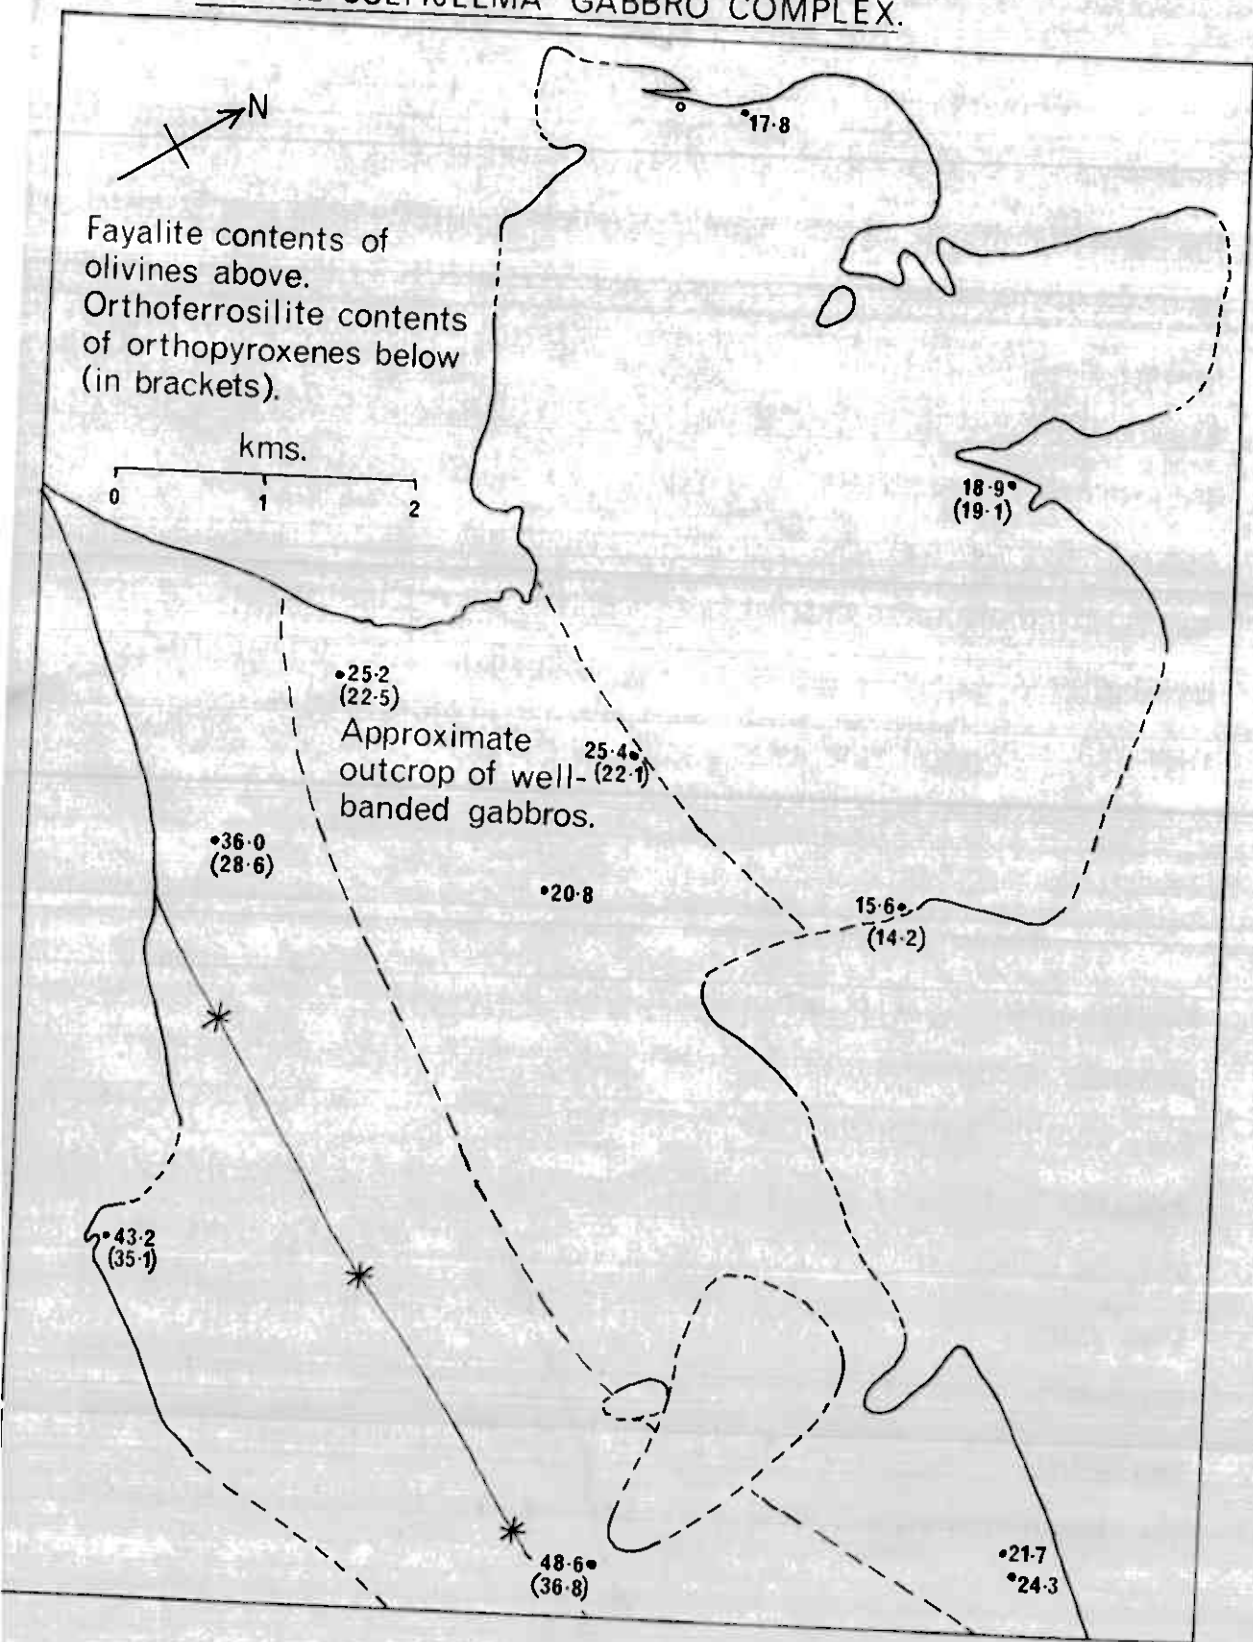 SULITJELMA GABBRO COMPLEX.
N
17·8
Fayalite contents of
olivines above.
Orthoferrosilite contents
of orthopyroxenes below
(in brackets).
kms.
0 1 2
18·9
(19·1)
25·2
(22·5)
Approximate
outcrop of well-
banded gabbros.
25·4
(22·1)
36·0
(28·6)
20·8
15·6
(14·2)
43·2
(35·1)
48·6
(36·8)
21·7
24·3